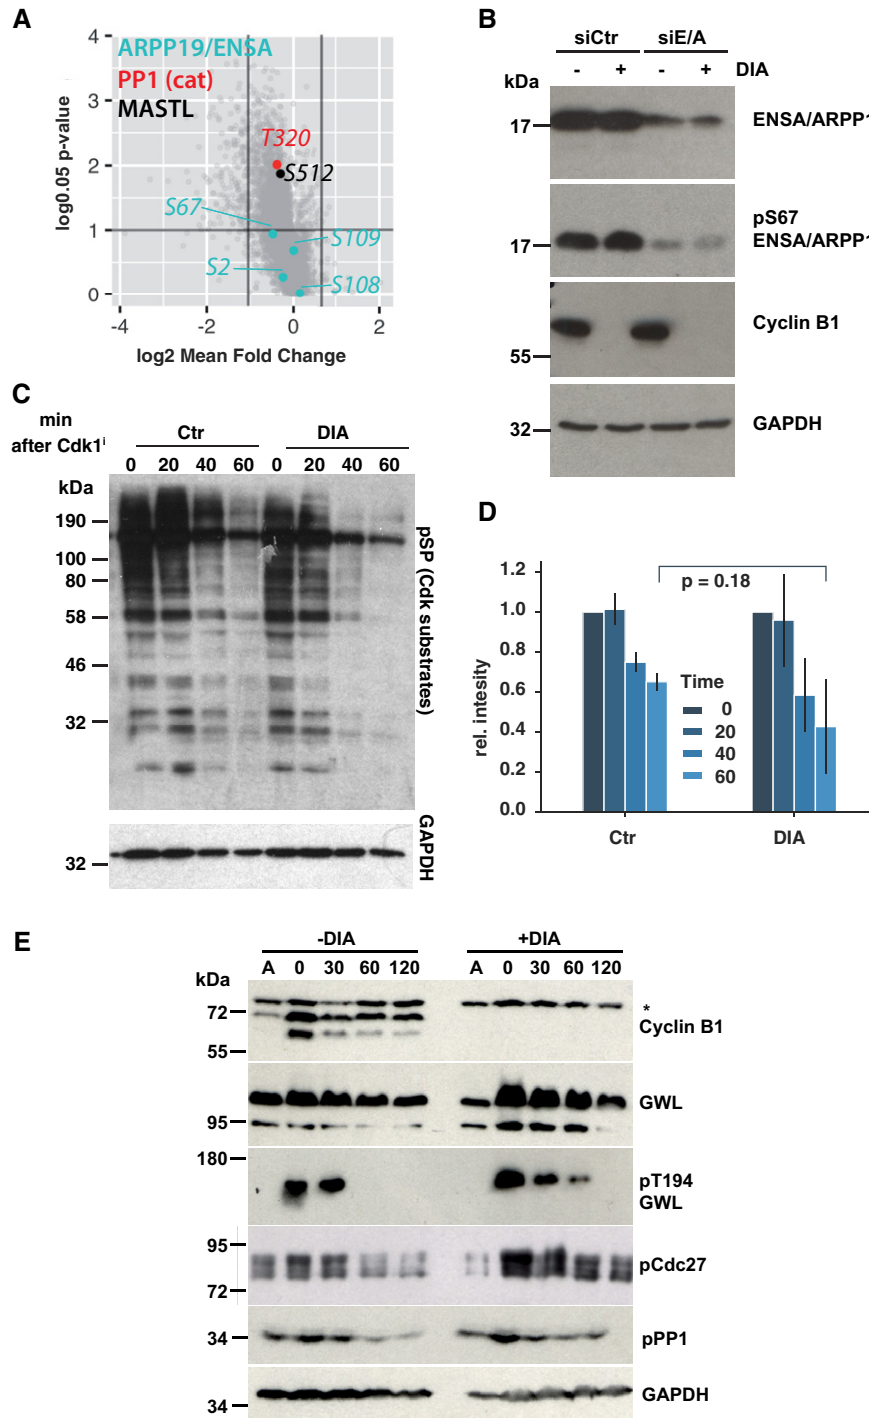 A
ARPP19/ENSA
PP1 (cat)
MASTL
T320
S512
S67
S109
S2
S108
log0.05 p-value
4
3
2
1
0
-4
-2
0
2
log2 Mean Fold Change
B
siCtr siE/A
kDa - + - + DIA
17 ENSA/ARPP1
pS67
17 ENSA/ARPP1
Cyclin B1
55
32 GAPDH
C
min
after Cdk1i
Ctr DIA
0 20 40 60 0 20 40 60
kDa
190
100
80
58
46
32
pSP (Cdk substrates)
32
GAPDH
D
rel. intesity
1.2
1.0
0.8
0.6
0.4
0.2
0.0
p = 0.18
Time
0
20
40
60
Ctr DIA
E
-DIA +DIA
kDa A 0 30 60 120 A 0 30 60 120
72 *
Cyclin B1
55
GWL
95
180
pT194
GWL
95
pCdc27
72
34 pPP1
GAPDH
34